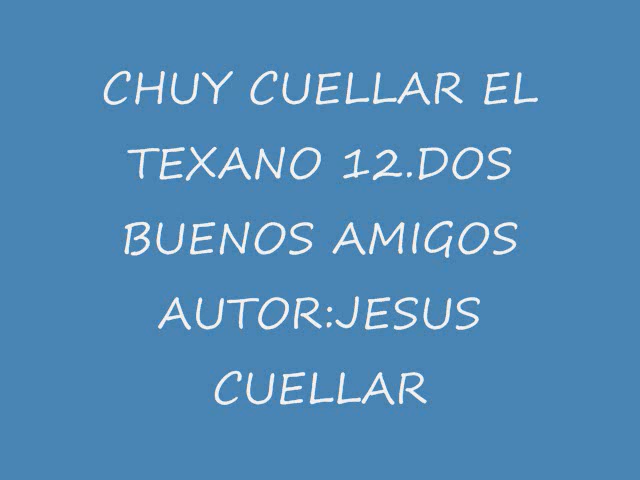 CHUY CUELLAR EL
TEXANO 12.DOS
BUENOS AMIGOS
AUTOR:JESUS
CUELLAR